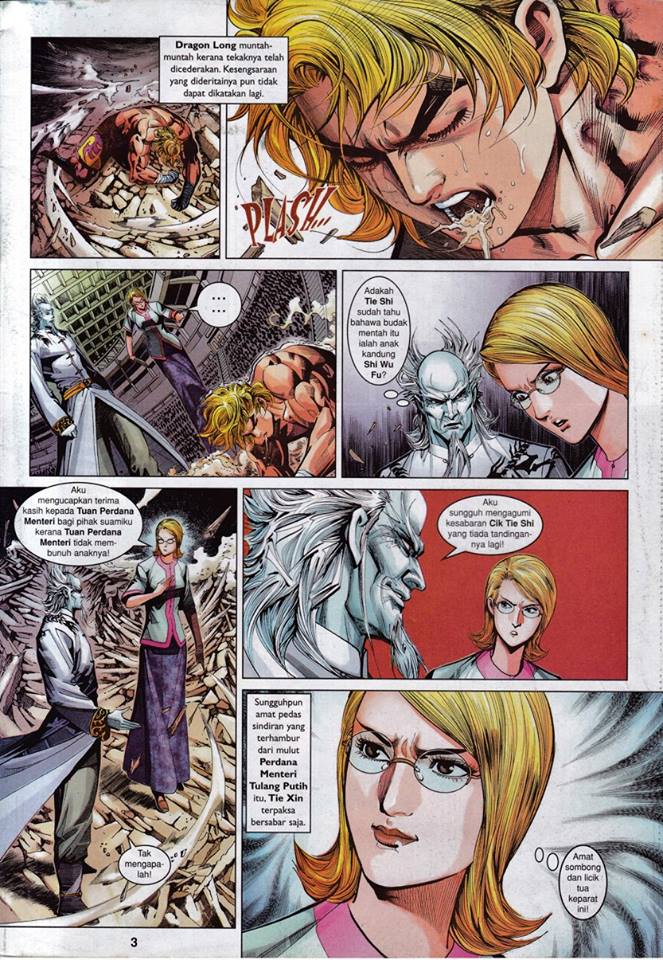 Dragon Long muntah-
muntah kerana tekaknya telah
dicederakan. Kesengsaraan
yang dideritainya pun tidak
dapat dikatakan lagi.
PLASH...
...
...
Adakah
Tie Shi
sudah tahu
bahawa budak
mentah itu
ialah anak
kandung
Shi Wu
Fu?
Aku
mengucapkan terima
kasih kepada Tuan Perdana
Menteri bagi pihak suamiku
kerana Tuan Perdana
Menteri tidak mem-
bunuh anaknya!
Tak
mengapa-
lah!
Aku
sungguh mengagumi
kesabaran Cik Tie Shi
yang tiada tandingan-
nya lagi!
Sungguhpun
amat pedas
sindiran yang
terhambur
dari mulut
Perdana
Menteri
Tulang Putih
itu, Tie Xin
terpaksa
bersabar saja.
Amat
sombong
dan licik
tua
keparat
ini!
3